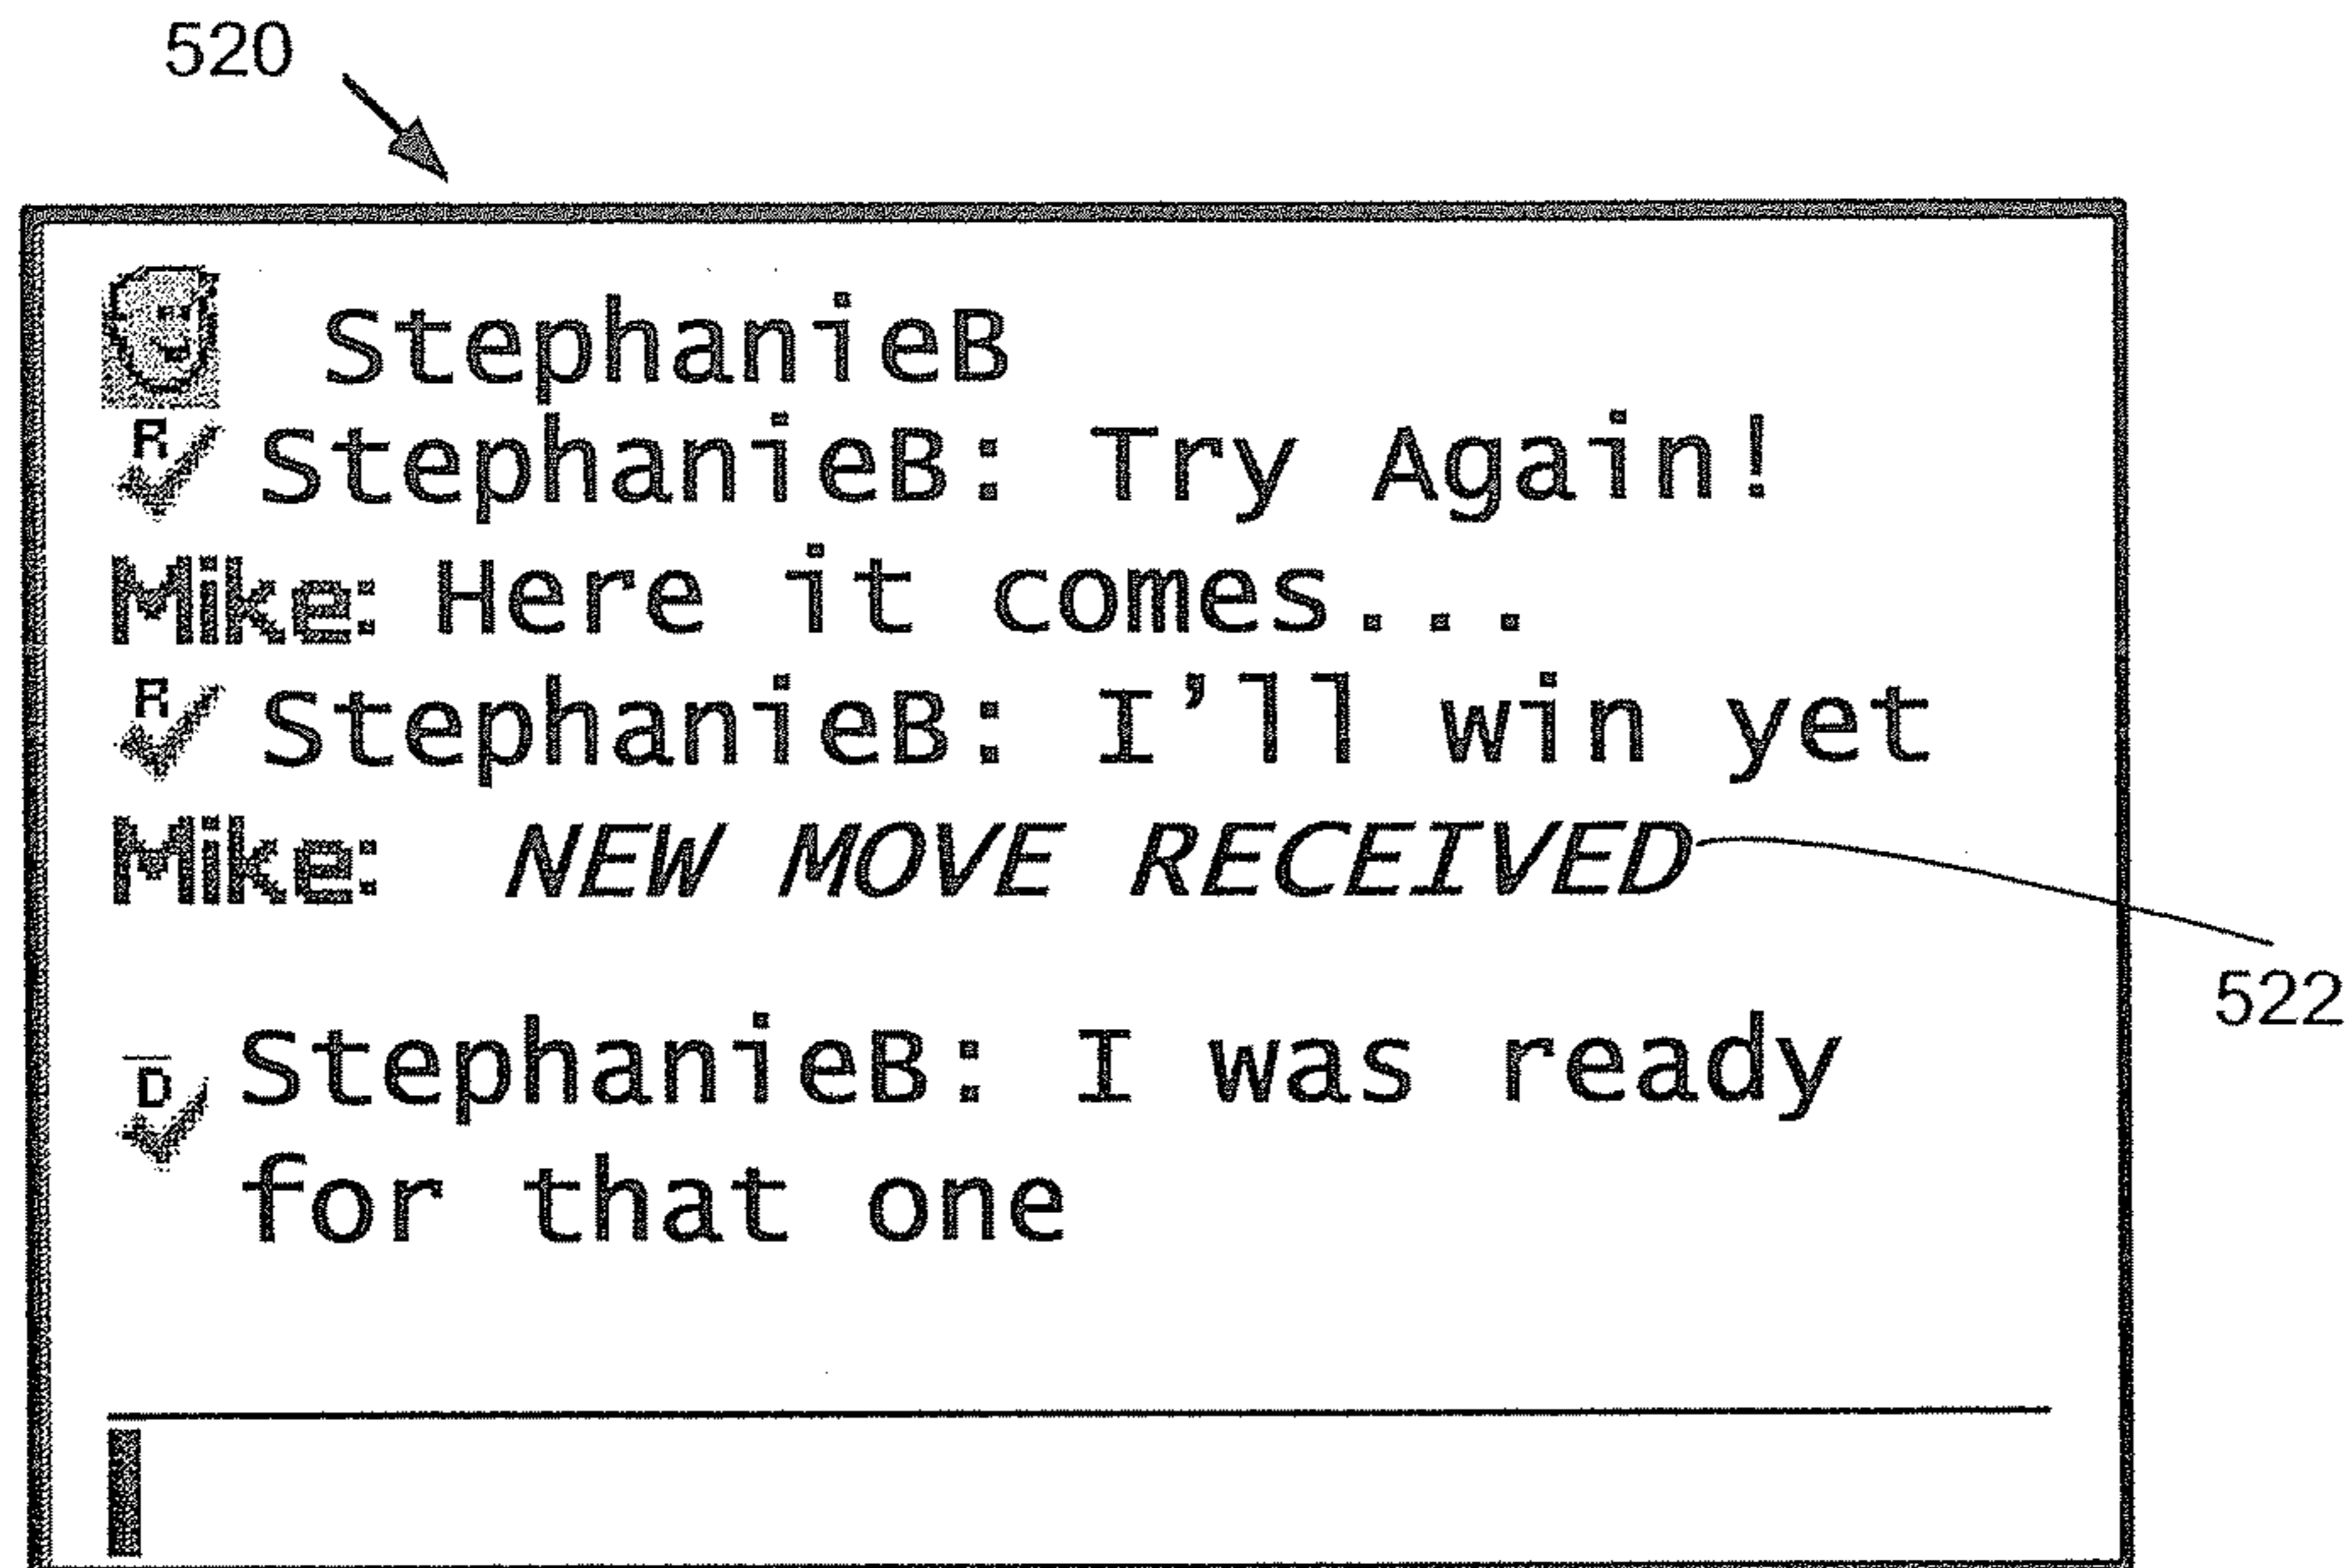 520
StephanieB
R StephanieB: Try Again!
Mike: Here it comes...
R StephanieB: I'll win yet
Mike: NEW MOVE RECEIVED
522
D StephanieB: I was ready
for that one